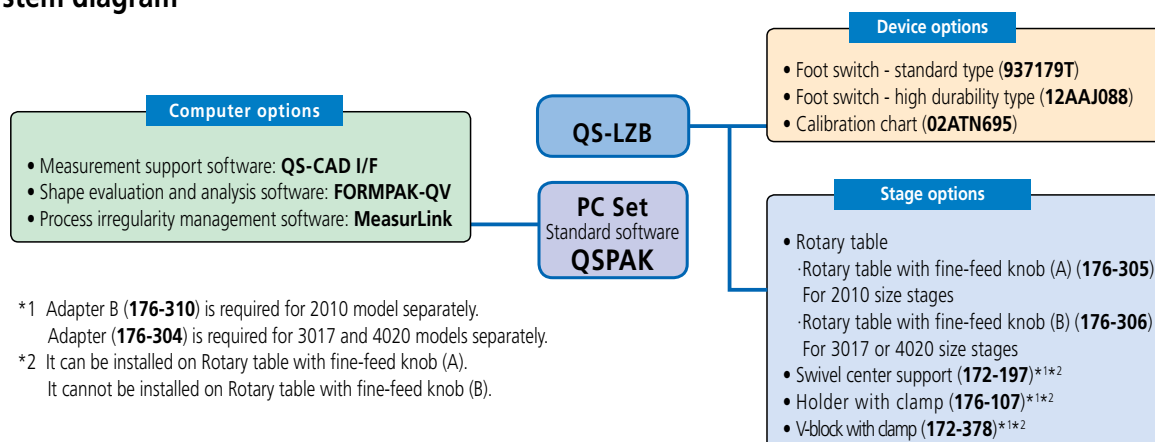 stem diagram
Computer options
• Measurement support software: QS-CAD I/F
• Shape evaluation and analysis software: FORMPAK-QV
• Process irregularity management software: MeasurLink
QS-LZB
PC Set
Standard software
QSPAK
Device options
• Foot switch - standard type (937179T)
• Foot switch - high durability type (12AAJ088)
• Calibration chart (02ATN695)
Stage options
• Rotary table
·Rotary table with fine-feed knob (A) (176-305)
For 2010 size stages
·Rotary table with fine-feed knob (B) (176-306)
For 3017 or 4020 size stages
• Swivel center support (172-197)*1*2
• Holder with clamp (176-107)*1*2
• V-block with clamp (172-378)*1*2
*1 Adapter B (176-310) is required for 2010 model separately.
Adapter (176-304) is required for 3017 and 4020 models separately.
*2 It can be installed on Rotary table with fine-feed knob (A).
It cannot be installed on Rotary table with fine-feed knob (B).